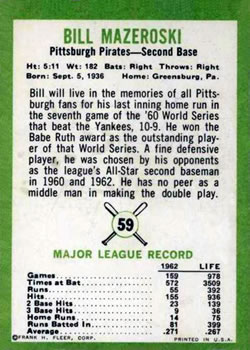 BILL MAZEROSKI
Pittsburgh Pirates—Second Base
Ht: 5:11 Wt: 182 Bats: Right Throws: Right
Born: Sept. 5, 1936 Home: Greensburg, Pa.
Bill will live in the memories of all Pitts-
burgh fans for his last inning home run in
the seventh game of the '60 World Series
that beat the Yankees, 10-9. He won the
Babe Ruth award as the outstanding player
of that World Series. A fine defensive
player, he was chosen by his opponents
as the league's All-Star second baseman
in 1960 and 1962. He has no peer as a
middle man in making the double play.
59
MAJOR LEAGUE RECORD
1962 LIFE
Games 159 978
Times at Bat 572 3509
Runs 55 392
Hits 155 936
2 Base Hits 23 139
3 Base Hits 9 36
Home Runs 14 75
Runs Batted In 81 399
Average .271 .267
©FRANK H. FLEER, CORP. PRINTED IN U.S.A.